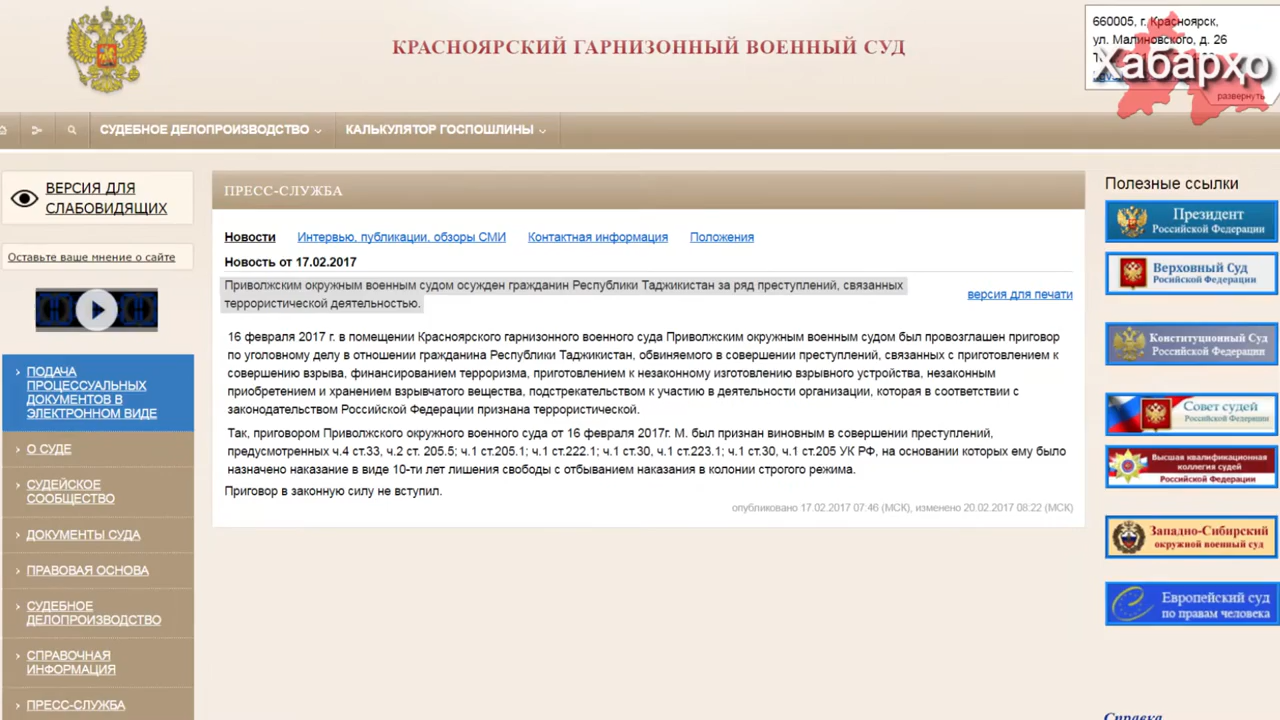 КРАСНОЯРСКИЙ ГАРНИЗОННЫЙ ВОЕННЫЙ СУД
660005, г. Красноярск,
ул. Малиновского, д. 26
Хабарҳо
развернуть
СУДЕБНОЕ ДЕЛОПРОИЗВОДСТВО
КАЛЬКУЛЯТОР ГОСПОШЛИНЫ
ВЕРСИЯ ДЛЯ
СЛАБОВИДЯЩИХ
Оставьте ваше мнение о сайте
ПОДАЧА
ПРОЦЕССУАЛЬНЫХ
ДОКУМЕНТОВ В
ЭЛЕКТРОННОМ ВИДЕ
О СУДЕ
СУДЕЙСКОЕ
СООБЩЕСТВО
ДОКУМЕНТЫ СУДА
ПРАВОВАЯ ОСНОВА
СУДЕБНОЕ
ДЕЛОПРОИЗВОДСТВО
СПРАВОЧНАЯ
ИНФОРМАЦИЯ
ПРЕСС-СЛУЖБА
ПРЕСС-СЛУЖБА
Новости Интервью, публикации, обзоры СМИ Контактная информация Положения
Новость от 17.02.2017
Приволжским окружным военным судом осужден гражданин Республики Таджикистан за ряд преступлений, связанных
террористической деятельностью.
версия для печати
16 февраля 2017 г. в помещении Красноярского гарнизонного военного суда Приволжским окружным военным судом был провозглашен приговор
по уголовному делу в отношении гражданина Республики Таджикистан, обвиняемого в совершении преступлений, связанных с приготовлением к
совершению взрыва, финансированием терроризма, приготовлением к незаконному изготовлению взрывного устройства, незаконным
приобретением и хранением взрывчатого вещества, подстрекательством к участию в деятельности организации, которая в соответствии с
законодательством Российской Федерации признана террористической.
Так, приговором Приволжского окружного военного суда от 16 февраля 2017г. М. был признан виновным в совершении преступлений,
предусмотренных ч.4 ст.33, ч.2 ст. 205.5; ч.1 ст.205.1; ч.1 ст.222.1; ч.1 ст.30, ч.1 ст.223.1; ч.1 ст.30, ч.1 ст.205 УК РФ, на основании которых ему было
назначено наказание в виде 10-ти лет лишения свободы с отбыванием наказания в колонии строгого режима.
Приговор в законную силу не вступил.
опубликовано 17.02.2017 07:46 (МСК), изменено 20.02.2017 08:22 (МСК)
Полезные ссылки
Президент
Российской Федерации
Верховный Суд
Российской Федерации
Конституционный Суд
Российской Федерации
Совет судей
Российской Федерации
Высшая квалификационная
коллегия судей
Российской Федерации
Западно-Сибирский
окружной военный суд
Европейский суд
по правам человека
Справка